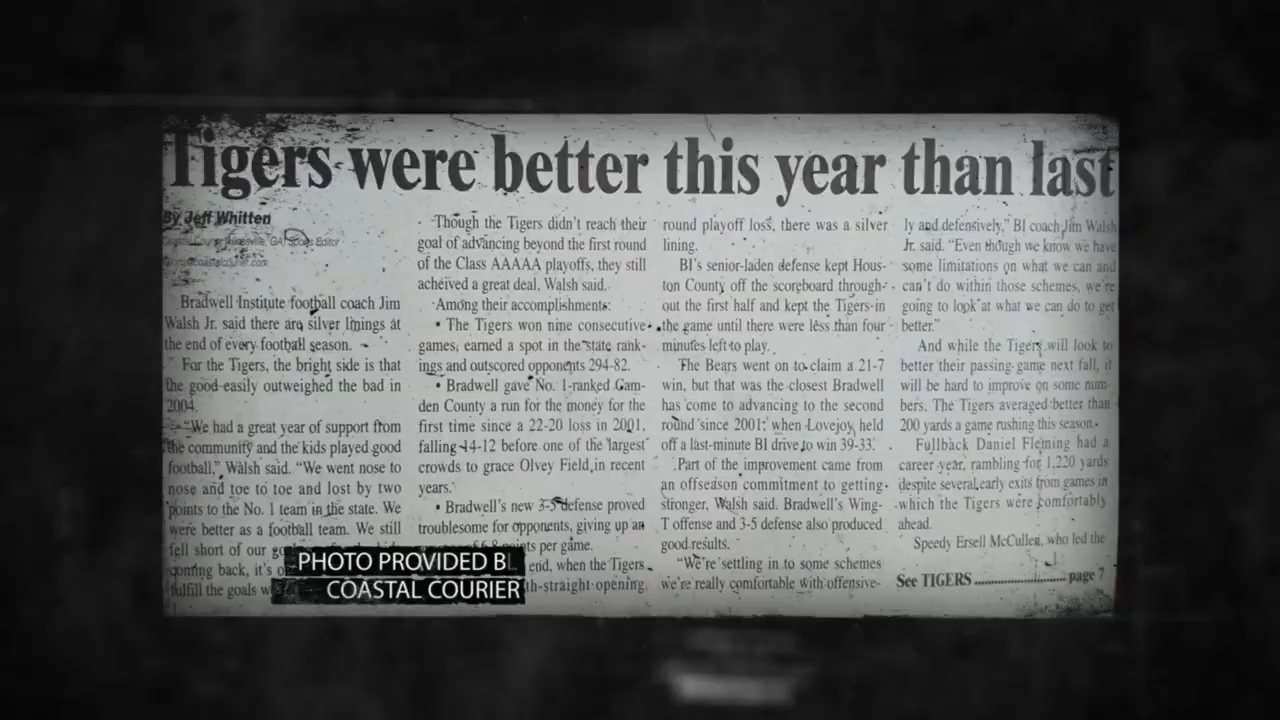 Tigers were better this year than last
By Jeff Whitten
Sports Editor
Bradwell Institute football coach Jim
Walsh Jr. said there are silver linings at
the end of every football season.
For the Tigers, the bright side is that
the good easily outweighed the bad in
2004.
"We had a great year of support from
the community and the kids played good
football," Walsh said. "We went nose to
nose and toe to toe and lost by two
points to the No. 1 team in the state. We
were better as a football team. We still
fell short of our
coming back, it's
fulfill the goals
Though the Tigers didn't reach their
goal of advancing beyond the first round
of the Class AAAAA playoffs, they still
acheived a great deal, Walsh said.
Among their accomplishments:
• The Tigers won nine consecutive
games, earned a spot in the state rank-
ings and outscored opponents 294-82.
• Bradwell gave No. 1-ranked Cam-
den County a run for the money for the
first time since a 22-20 loss in 2001,
falling 14-12 before one of the largest
crowds to grace Olvey Field in recent
years.
• Bradwell's new 3-5 defense proved
troublesome for opponents, giving up an
6.8 points per game.
end, when the Tigers
th-straight opening
round playoff loss, there was a silver
lining.
BI's senior-laden defense kept Hous-
ton County off the scoreboard through-
out the first half and kept the Tigers in
the game until there were less than four
minutes left to play.
The Bears went on to claim a 21-7
win, but that was the closest Bradwell
has come to advancing to the second
round since 2001, when Lovejoy held
off a last-minute BI drive to win 39-33.
Part of the improvement came from
an offseason commitment to getting
stronger, Walsh said. Bradwell's Wing-
T offense and 3-5 defense also produced
good results.
"We're settling in to some schemes
we're really comfortable with offensive-
ly and defensively," BI coach Jim Walsh
Jr. said. "Even though we know we have
some limitations on what we can and
can't do within those schemes, we're
going to look at what we can do to get
better."
And while the Tigers will look to
better their passing game next fall, it
will be hard to improve on some num-
bers. The Tigers averaged better than
200 yards a game rushing this season.
Fullback Daniel Fleming had a
career year, rambling for 1,220 yards
despite several early exits from games in
which the Tigers were comfortably
ahead.
Speedy Ersell McCullen, who led the
See TIGERS ........................ page 7
PHOTO PROVIDED B
COASTAL COURIER